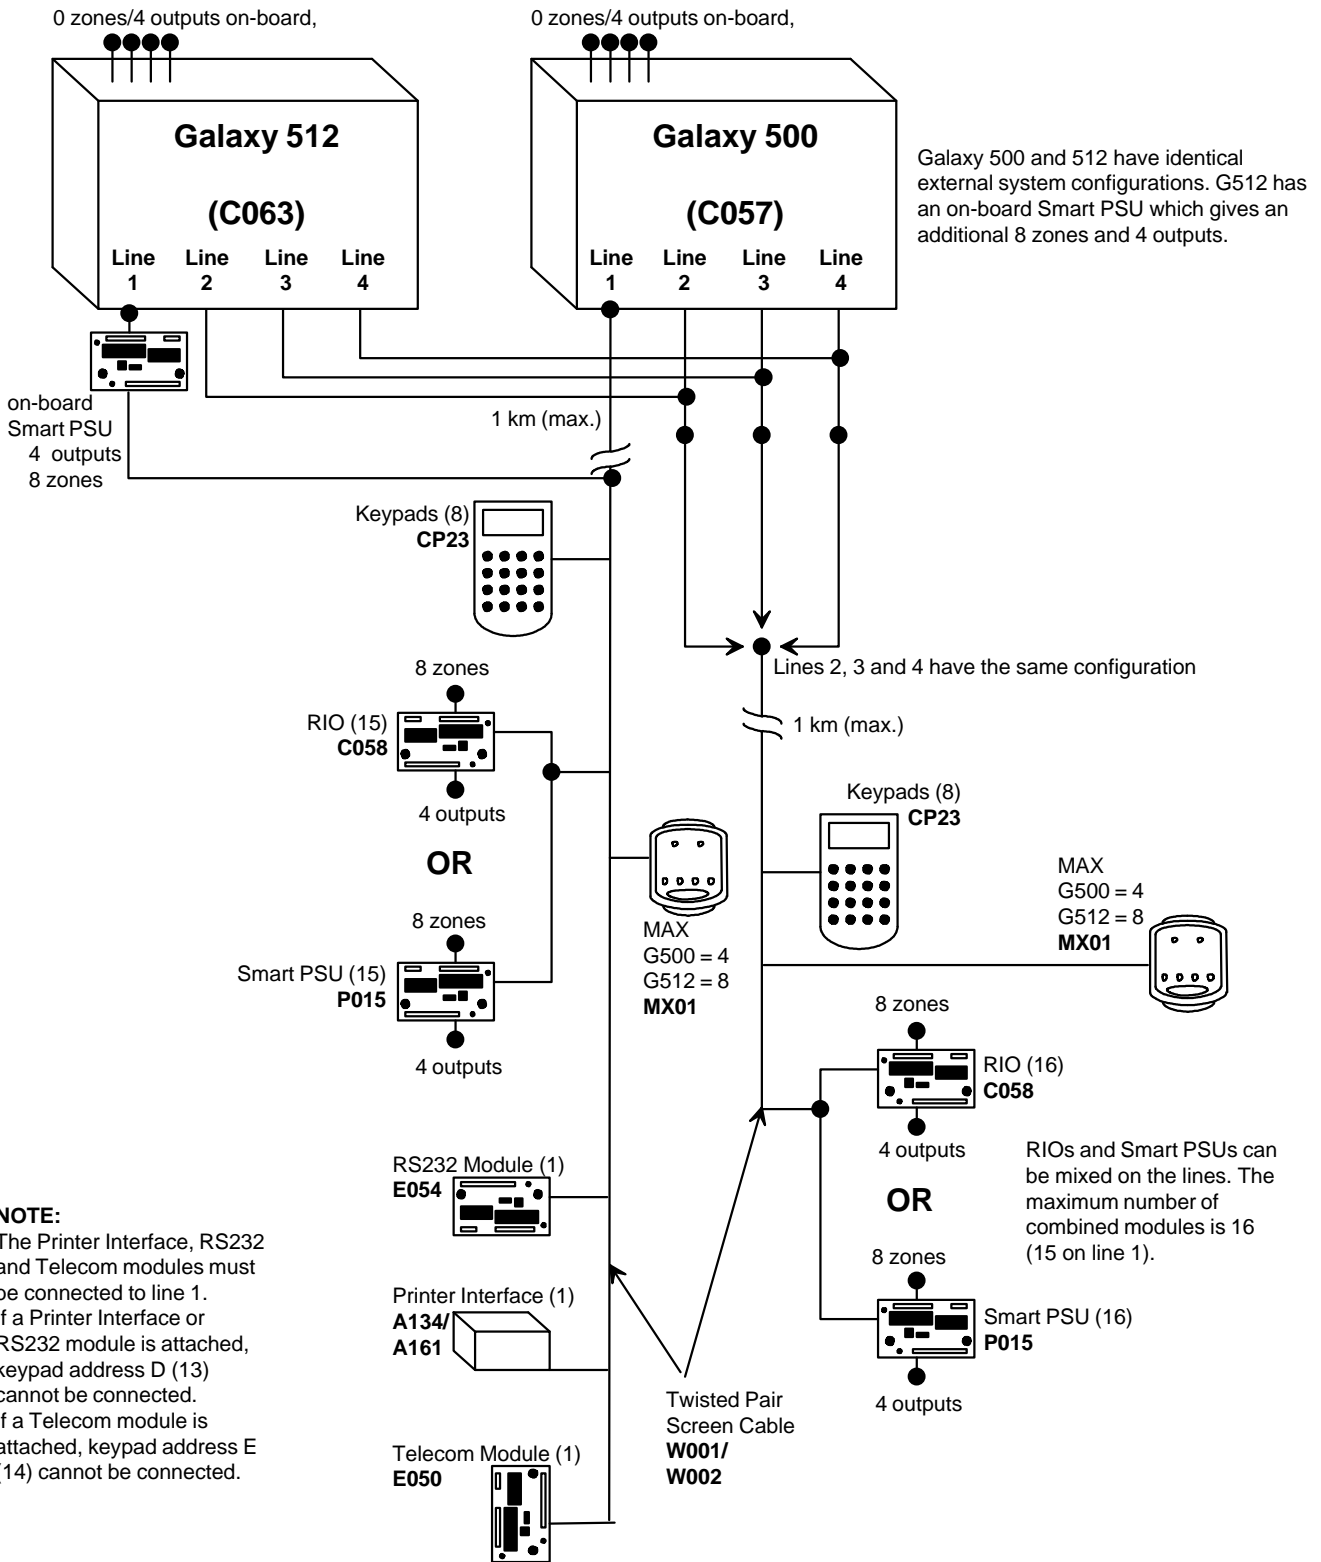 0 zones/4 outputs on-board,
0 zones/4 outputs on-board,
Galaxy 512
(C063)
Line 1
Line 2
Line 3
Line 4
Galaxy 500
(C057)
Line 1
Line 2
Line 3
Line 4
Galaxy 500 and 512 have identical
external system configurations. G512 has
an on-board Smart PSU which gives an
additional 8 zones and 4 outputs.
on-board
Smart PSU
4 outputs
8 zones
1 km (max.)
Keypads (8)
CP23
8 zones
RIO (15)
C058
4 outputs
OR
8 zones
Smart PSU (15)
P015
4 outputs
Lines 2, 3 and 4 have the same configuration
1 km (max.)
Keypads (8)
CP23
MAX
G500 = 4
G512 = 8
MX01
MAX
G500 = 4
G512 = 8
MX01
8 zones
RIO (16)
C058
4 outputs
OR
8 zones
Smart PSU (16)
P015
4 outputs
RIOs and Smart PSUs can
be mixed on the lines. The
maximum number of
combined modules is 16
(15 on line 1).
RS232 Module (1)
E054
Printer Interface (1)
A134/
A161
Telecom Module (1)
E050
Twisted Pair
Screen Cable
W001/
W002
NOTE:
The Printer Interface, RS232
and Telecom modules must
be connected to line 1.
If a Printer Interface or
RS232 module is attached,
keypad address D (13)
cannot be connected.
If a Telecom module is
attached, keypad address E
(14) cannot be connected.